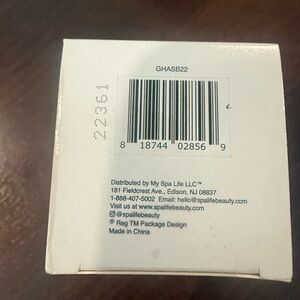 GHASB22
22361
8 18744 02856 9
Distributed by My Spa Life LLC™
181 Fieldcrest Ave., Edison, NJ 08837
1-888-407-5002 Email: hello@spalifebeauty.com
Visit us at www.spalifebeauty.com
@spalifebeauty
® Reg TM Package Design
Made in China